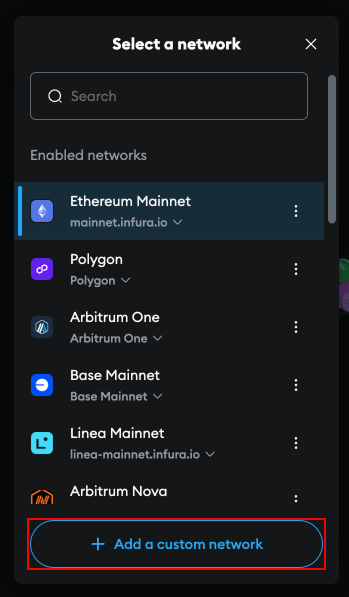 Select a network
Search
Enabled networks
Ethereum Mainnet
mainnet.infura.io
Polygon
Polygon
Arbitrum One
Arbitrum One
Base Mainnet
Base Mainnet
Linea Mainnet
linea-mainnet.infura.io
Arbitrum Nova
+ Add a custom network